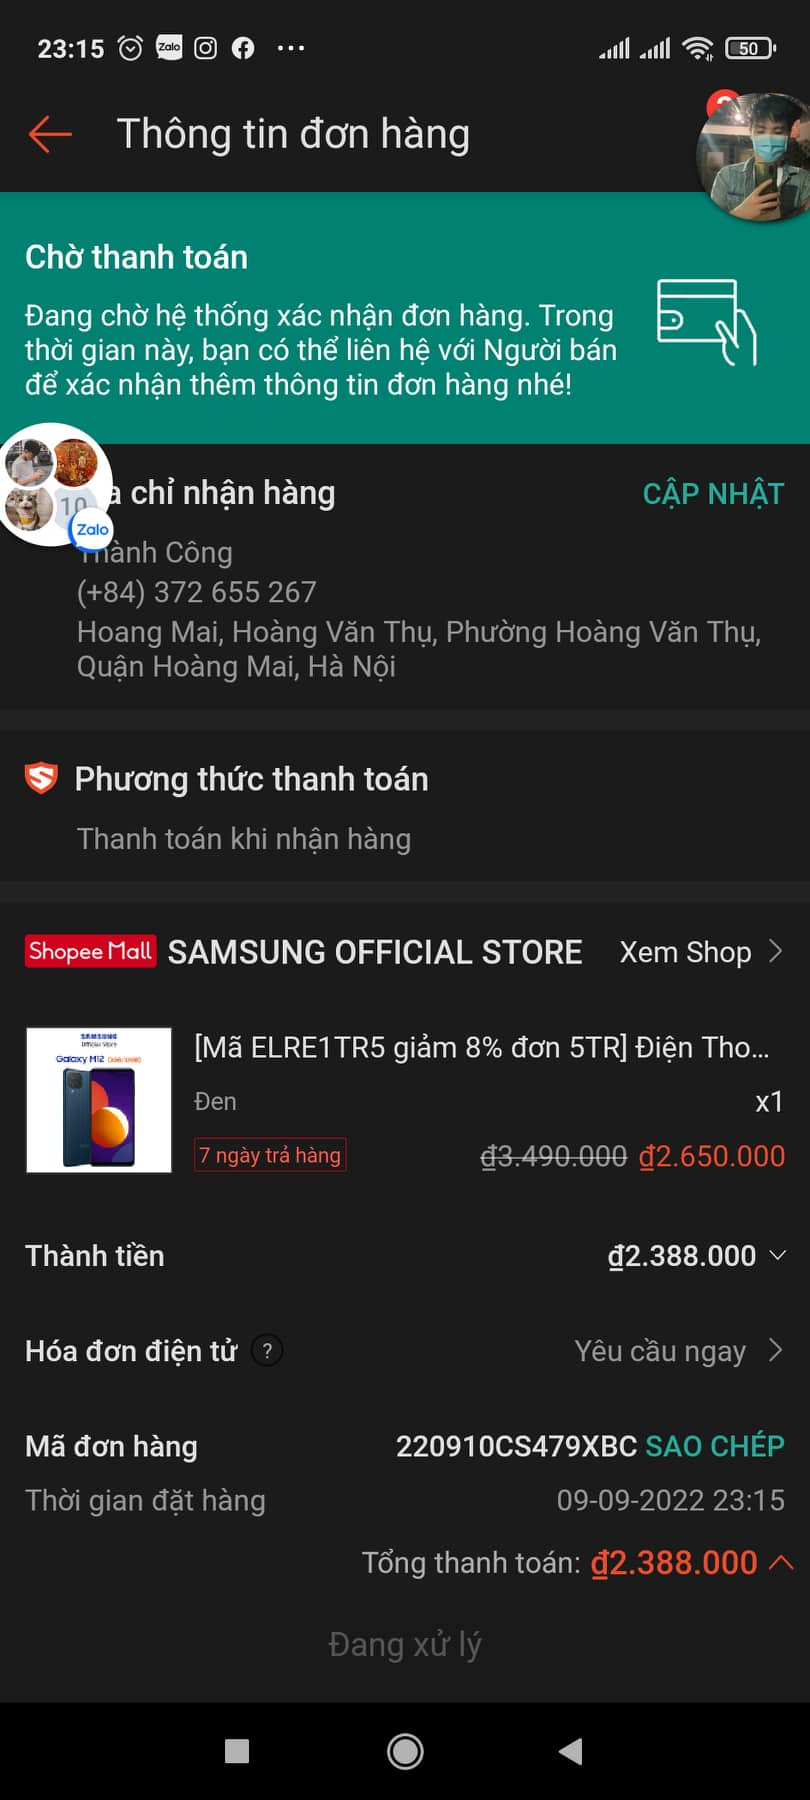 23:15
Zalo
50
Thông tin đơn hàng
Chờ thanh toán
Đang chờ hệ thống xác nhận đơn hàng. Trong
thời gian này, bạn có thể liên hệ với Người bán
để xác nhận thêm thông tin đơn hàng nhé!
chỉ nhận hàng
CẬP NHẬT
10
Zalo
Thành Công
(+84) 372 655 267
Hoang Mai, Hoàng Văn Thụ, Phường Hoàng Văn Thụ,
Quận Hoàng Mai, Hà Nội
Phương thức thanh toán
Thanh toán khi nhận hàng
Shopee Mall SAMSUNG OFFICIAL STORE Xem Shop
SAMSUNG
Official Store
Galaxy M12
[Mã ELRE1TR5 giảm 8% đơn 5TR] Điện Tho...
Đen x1
7 ngày trả hàng ₫3.490.000 ₫2.650.000
Thành tiền ₫2.388.000
Hóa đơn điện tử ? Yêu cầu ngay
Mã đơn hàng 220910CS479XBC SAO CHÉP
Thời gian đặt hàng 09-09-2022 23:15
Tổng thanh toán: ₫2.388.000
Đang xử lý